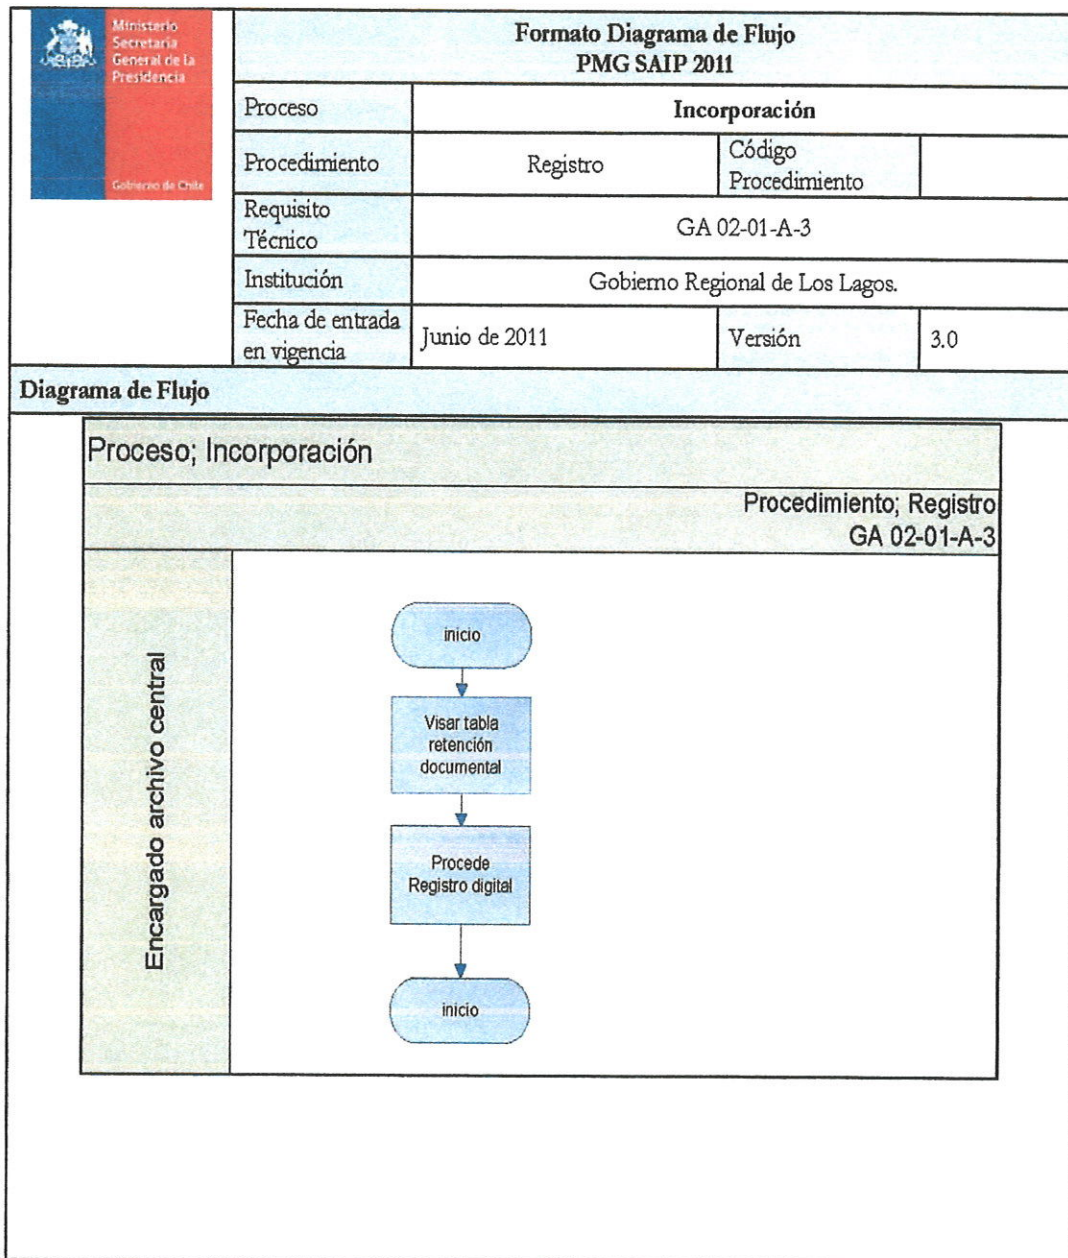 Ministerio
Secretaría
General de la
Presidencia
Gobierno de Chile
Formato Diagrama de Flujo
PMG SAIP 2011
Proceso
Incorporación
Procedimiento
Registro
Código
Procedimiento
Requisito
Técnico
GA 02-01-A-3
Institución
Gobierno Regional de Los Lagos.
Fecha de entrada
en vigencia
Junio de 2011
Versión
3.0
Diagrama de Flujo
Proceso; Incorporación
Procedimiento; Registro
GA 02-01-A-3
Encargado archivo central
inicio
Visar tabla
retención
documental
Procede
Registro digital
inicio